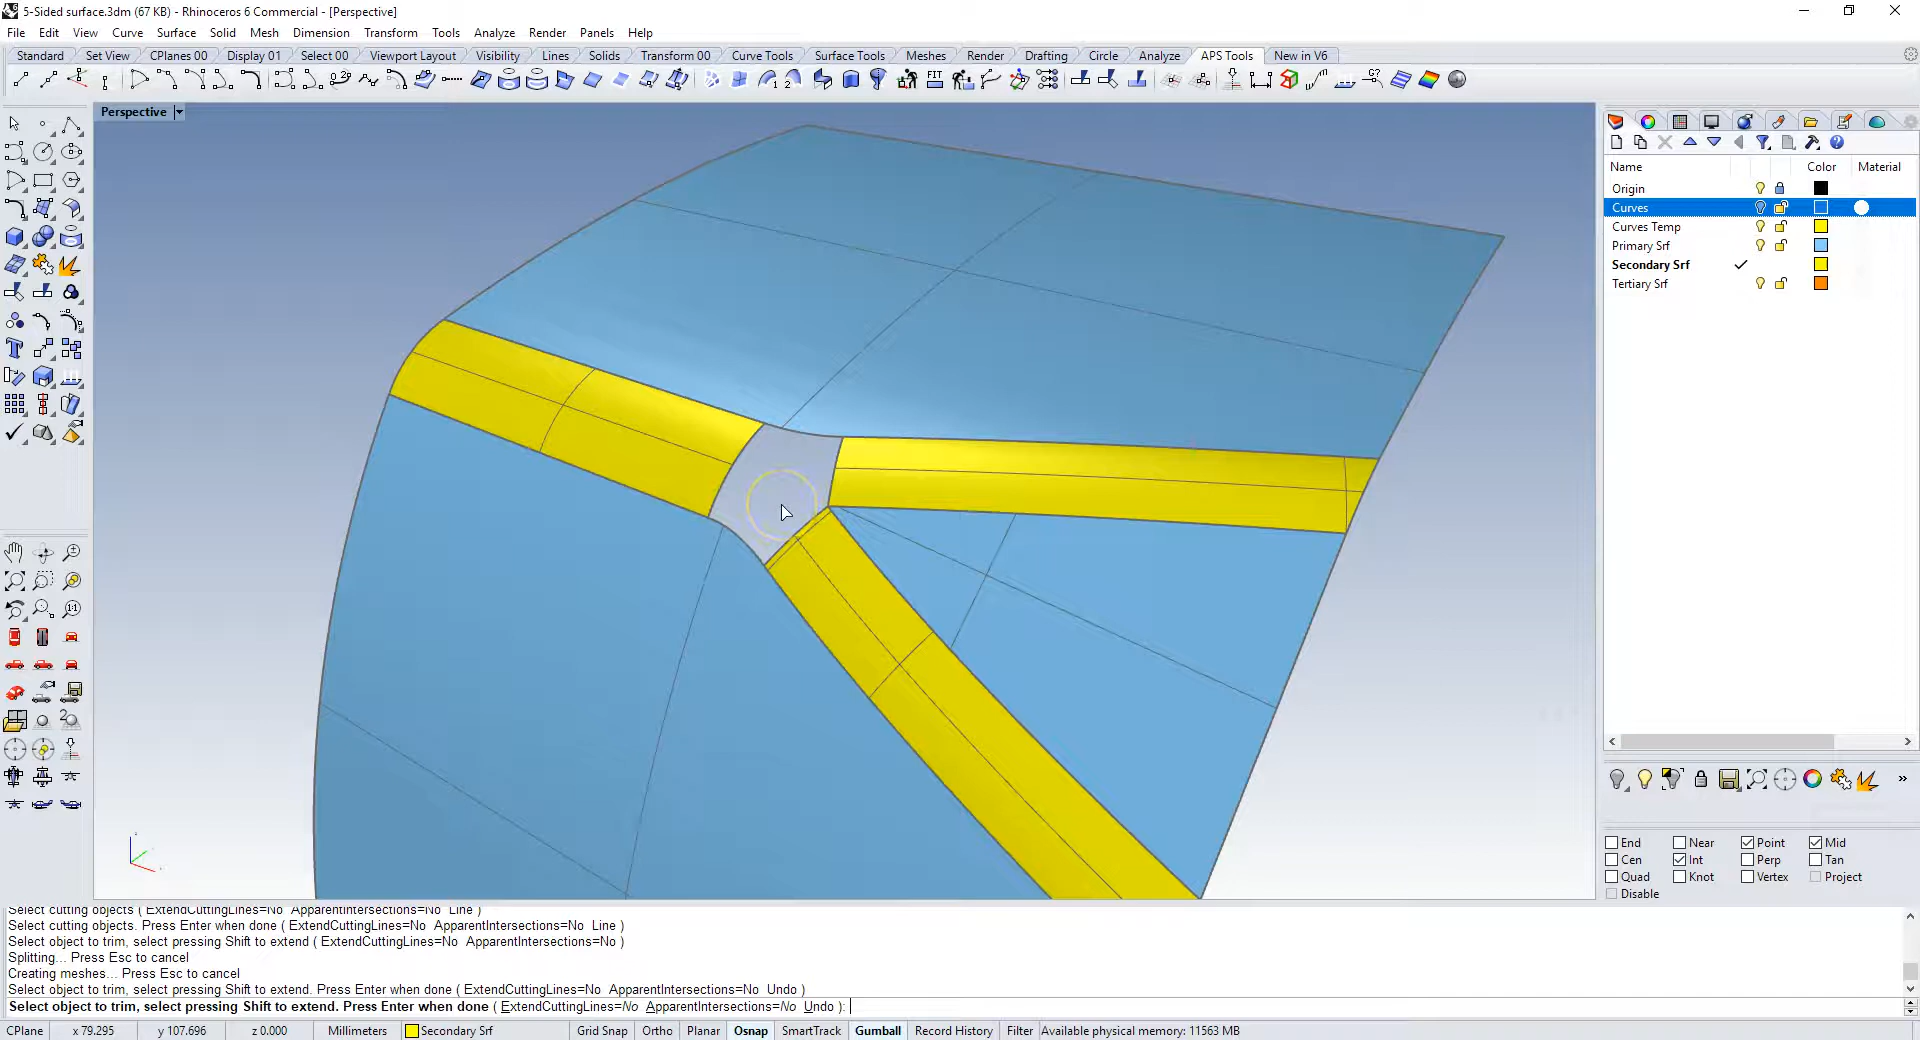 5-Sided surface.3dm (67 KB) - Rhinoceros 6 Commercial - [Perspective]
File Edit View Curve Surface Solid Mesh Dimension Transform Tools Analyze Render Panels Help
Standard Set View CPlanes 00 Display 01 Select 00 Viewport Layout Visibility Lines Solids Transform 00 Curve Tools Surface Tools Meshes Render Drafting Circle Analyze APS Tools New in V6
Perspective
Name Color Material
Origin
Curves
Curves Temp
Primary Srf
Secondary Srf
Tertiary Srf
End Near Point Mid
Cen Int Perp Tan
Quad Knot Vertex Project
Disable
Select cutting objects ( ExtendCuttingLines=No ApparentIntersections=No Line )
Select cutting objects. Press Enter when done ( ExtendCuttingLines=No ApparentIntersections=No Line )
Select object to trim, select pressing Shift to extend ( ExtendCuttingLines=No ApparentIntersections=No )
Splitting... Press Esc to cancel
Creating meshes... Press Esc to cancel
Select object to trim, select pressing Shift to extend. Press Enter when done ( ExtendCuttingLines=No ApparentIntersections=No Undo )
Select object to trim, select pressing Shift to extend. Press Enter when done ( ExtendCuttingLines=No ApparentIntersections=No Undo ):
CPlane x 79.295 y 107.696 z 0.000 Millimeters Secondary Srf Grid Snap Ortho Planar Osnap SmartTrack Gumball Record History Filter Available physical memory: 11563 MB